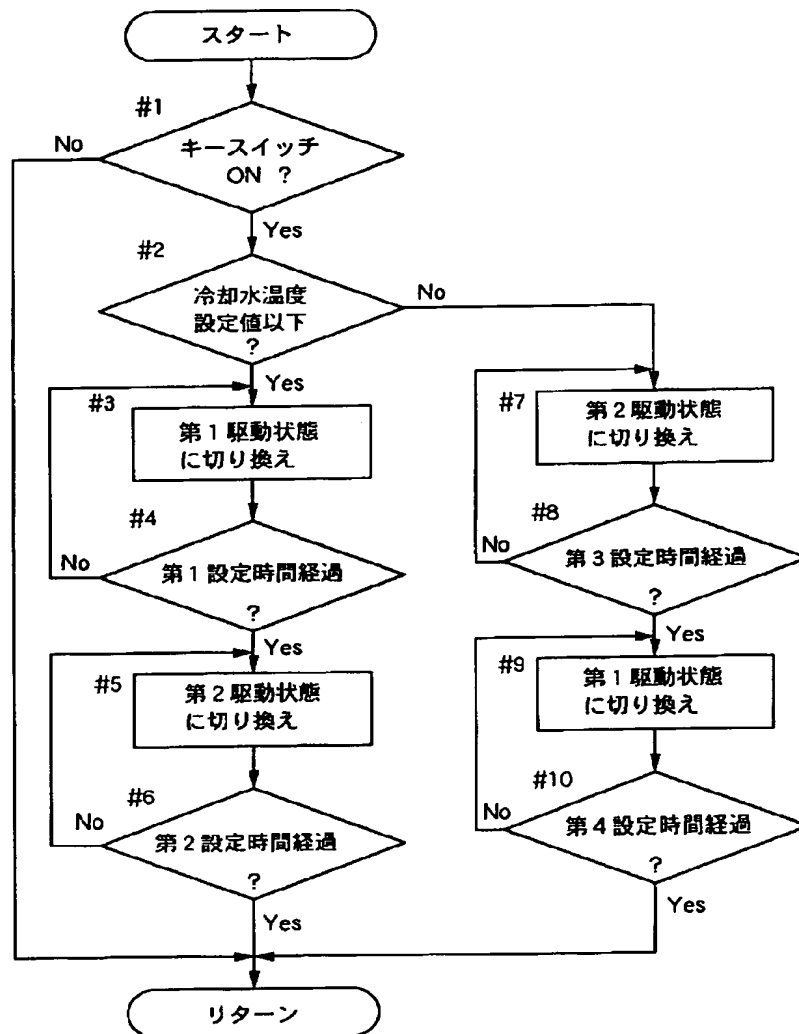 スタート
#1
No
キースイッチ
ON ?
Yes
#2
冷却水温度
設定値以下
?
No
Yes
#3
第1駆動状態
に切り換え
#4
No
第1設定時間経過
?
Yes
#5
第2駆動状態
に切り換え
#6
No
第2設定時間経過
?
Yes
#7
第2駆動状態
に切り換え
#8
No
第3設定時間経過
?
Yes
#9
第1駆動状態
に切り換え
#10
No
第4設定時間経過
?
Yes
リターン